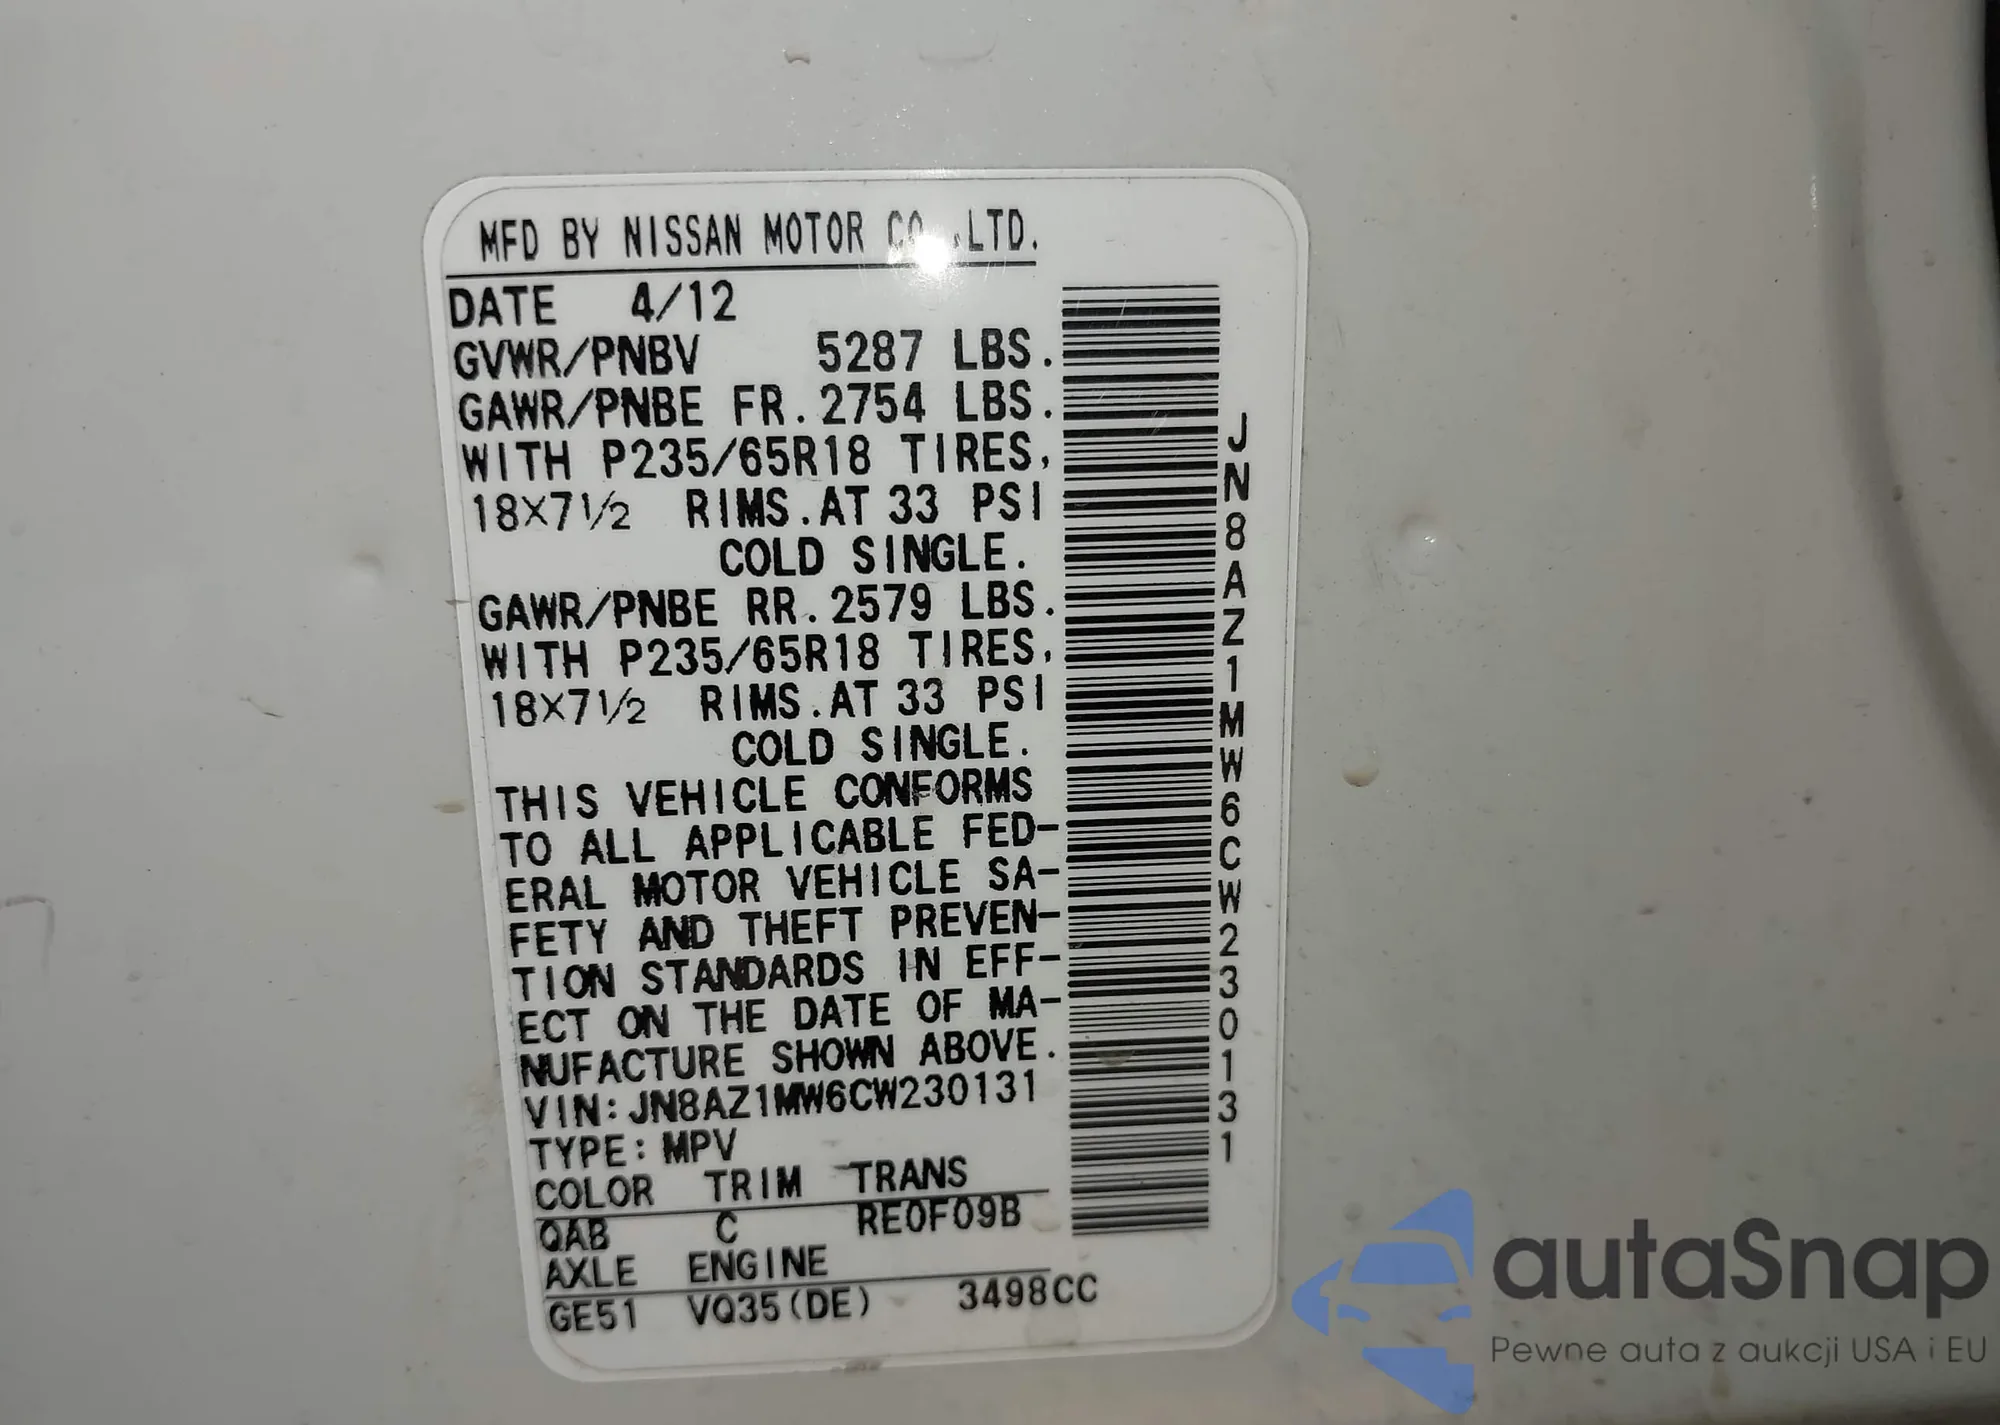 MFD BY NISSAN MOTOR CO.,LTD.
DATE 4/12
GVWR/PNBV 5287 LBS.
GAWR/PNBE FR.2754 LBS.
WITH P235/65R18 TIRES,
18X7½ RIMS.AT 33 PSI
COLD SINGLE.
GAWR/PNBE RR.2579 LBS.
WITH P235/65R18 TIRES,
18X7½ RIMS.AT 33 PSI
COLD SINGLE.
THIS VEHICLE CONFORMS
TO ALL APPLICABLE FED-
ERAL MOTOR VEHICLE SA-
FETY AND THEFT PREVEN-
TION STANDARDS IN EFF-
ECT ON THE DATE OF MA-
NUFACTURE SHOWN ABOVE.
VIN:JN8AZ1MW6CW230131
TYPE:MPV
COLOR TRIM TRANS
QAB C RE0F09B
AXLE ENGINE
GE51 VQ35(DE) 3498CC
JN8AZ1MW6CW230131
autaSnap
Pewne auta z aukcji USA i EU